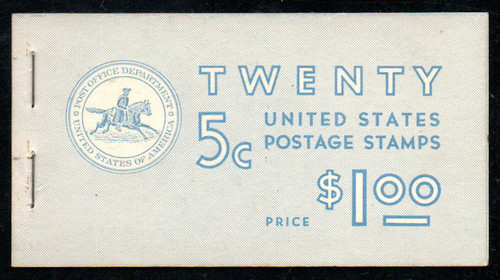 POST OFFICE DEPARTMENT
UNITED STATES OF AMERICA
TWENTY
5c UNITED STATES
POSTAGE STAMPS
PRICE $1.00